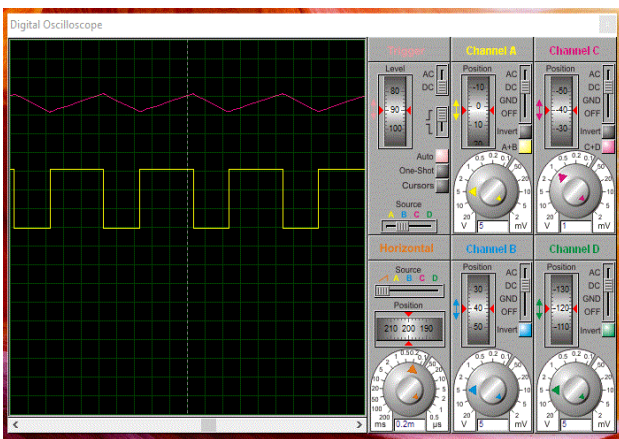 Digital Oscilloscope
Trigger
Level
AC
DC
80
90
100
Auto
One-Shot
Cursors
Source
A B C D
Channel A
Position
AC
DC
GND
OFF
Invert
A+B
-10
0
10
20
V 5 mV
Channel C
Position
AC
DC
GND
OFF
Invert
C+D
-50
-40
-30
V 1 mV
Horizontal
Source
A B C D
Position
210 200 190
ms 0.2m µs
Channel B
Position
AC
DC
GND
OFF
Invert
30
40
50
V 5 mV
Channel D
Position
AC
DC
GND
OFF
Invert
-130
-120
-110
V 5 mV